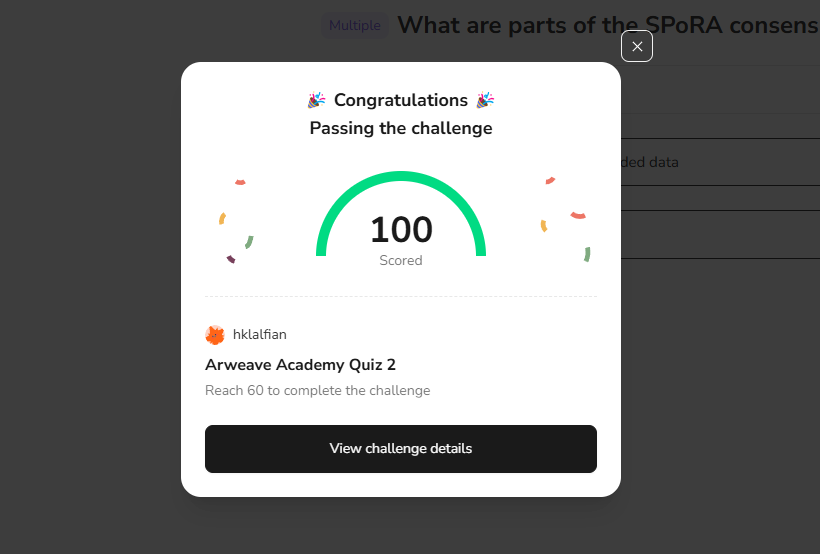 Multiple What are parts of the SPoRA consens
Congratulations
Passing the challenge
ded data
100
Scored
hklalfian
Arweave Academy Quiz 2
Reach 60 to complete the challenge
View challenge details